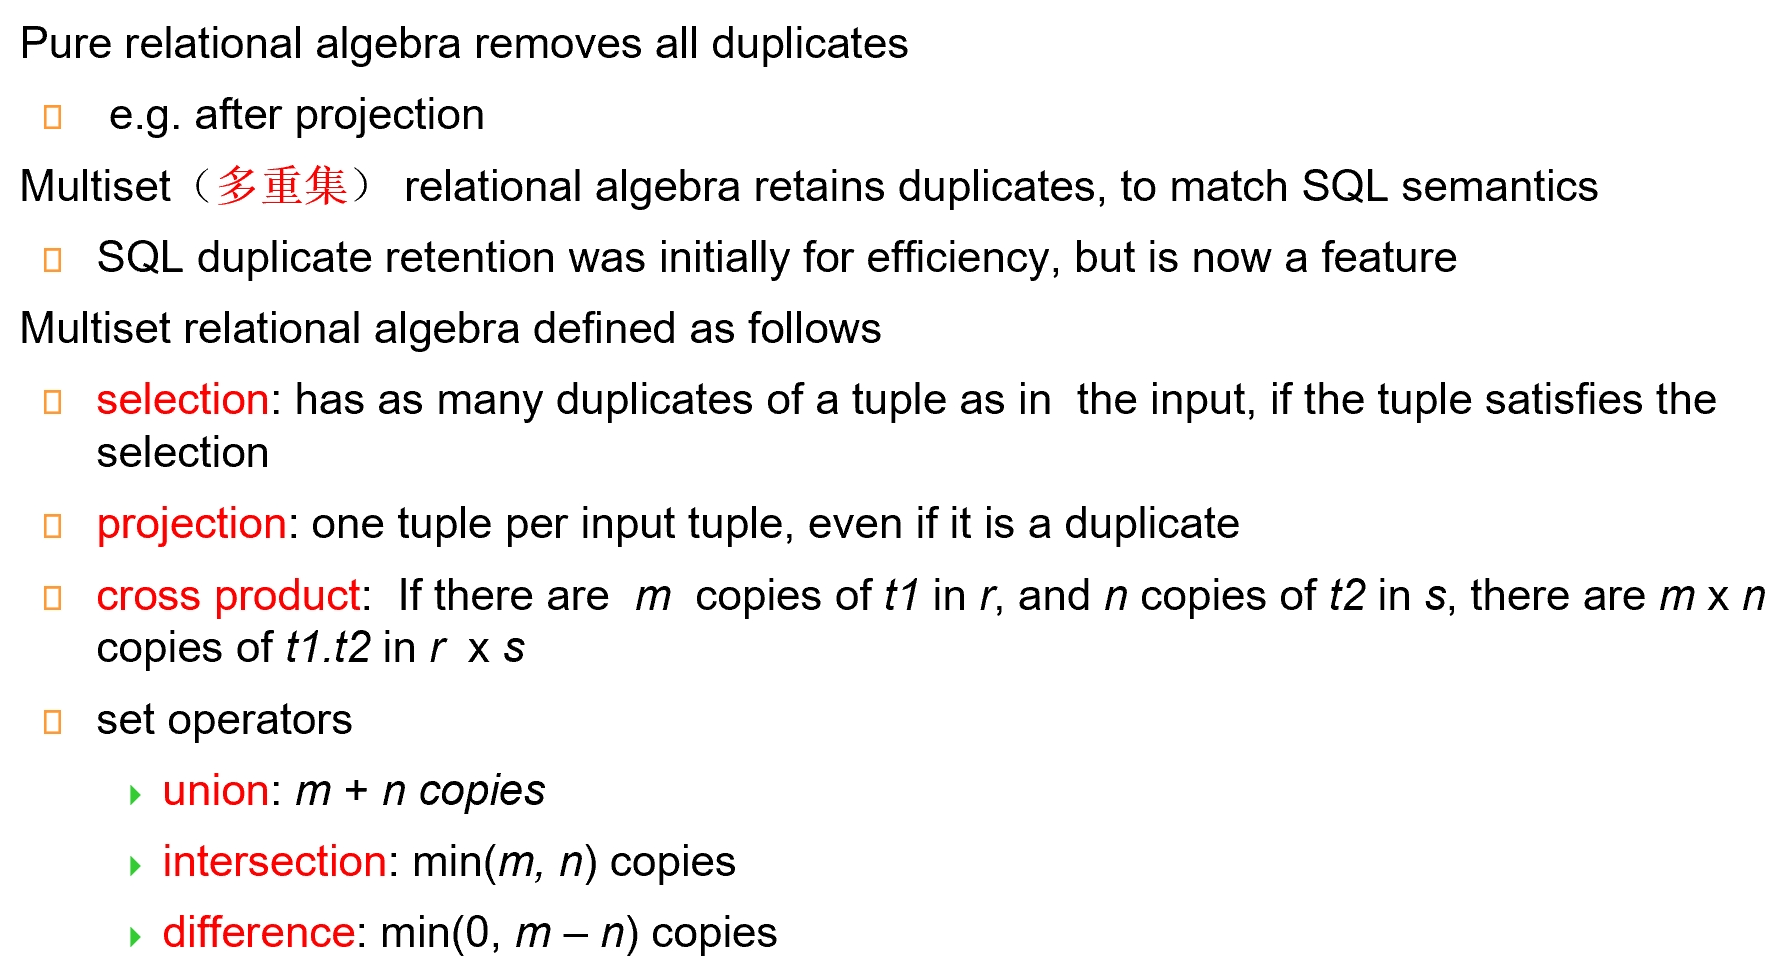 Pure relational algebra removes all duplicates
e.g. after projection
Multiset（多重集） relational algebra retains duplicates, to match SQL semantics
SQL duplicate retention was initially for efficiency, but is now a feature
Multiset relational algebra defined as follows
selection: has as many duplicates of a tuple as in the input, if the tuple satisfies the
selection
projection: one tuple per input tuple, even if it is a duplicate
cross product: If there are m copies of t1 in r, and n copies of t2 in s, there are m x n
copies of t1.t2 in r x s
set operators
union: m + n copies
intersection: min(m, n) copies
difference: min(0, m – n) copies